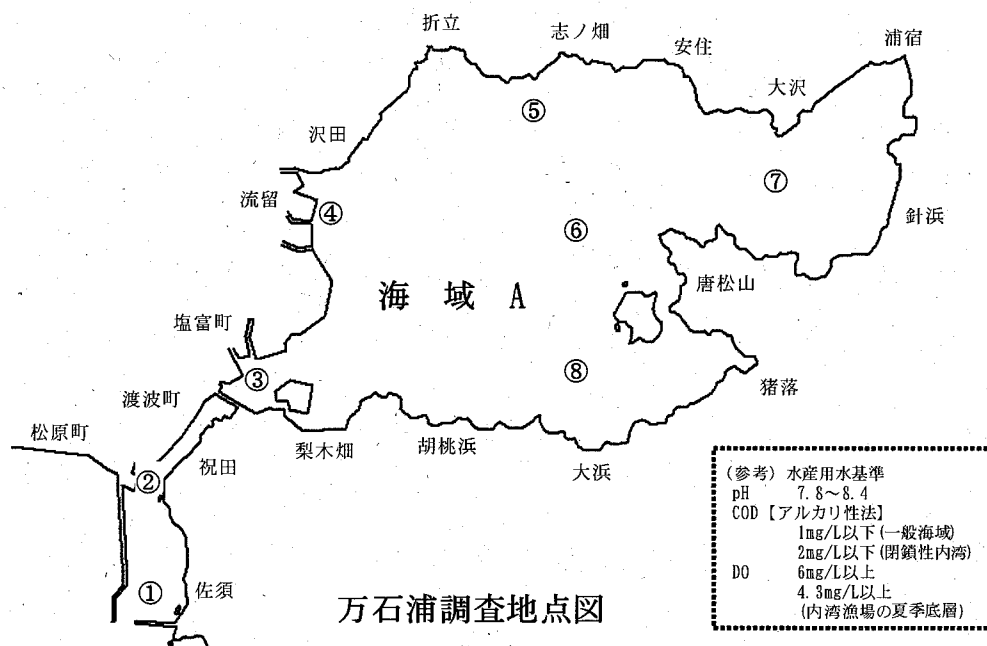 折立
志ノ畑
安住
浦宿
大沢
⑤
沢田
⑦
流留
④
⑥
針浜
唐松山
海域A
塩富町
③
⑧
猪落
渡波町
松原町
梨木畑
胡桃浜
祝田
大浜
②
①
佐須
万石浦調査地点図
(参考) 水産用水基準
pH 7.8～8.4
COD【アルカリ性法】
1mg/L以下(一般海域)
2mg/L以下(閉鎖性内湾)
DO 6mg/L以上
4.3mg/L以上
(内湾漁場の夏季底層)